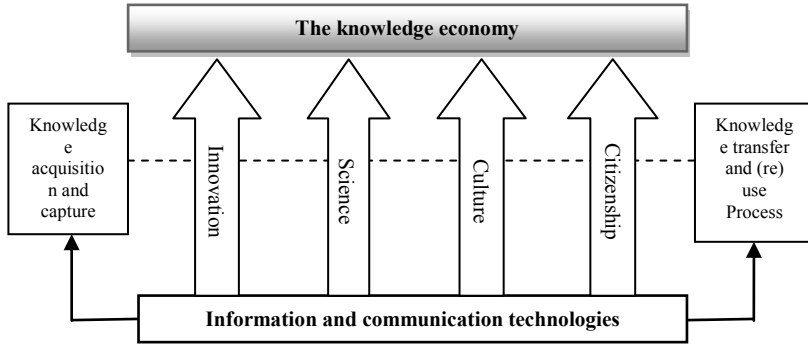 The knowledge economy
Knowledg
e
acquisitio
n and
capture
Innovation
Science
Culture
Citizenship
Knowledg
e transfer
and (re)
use
Process
Information and communication technologies